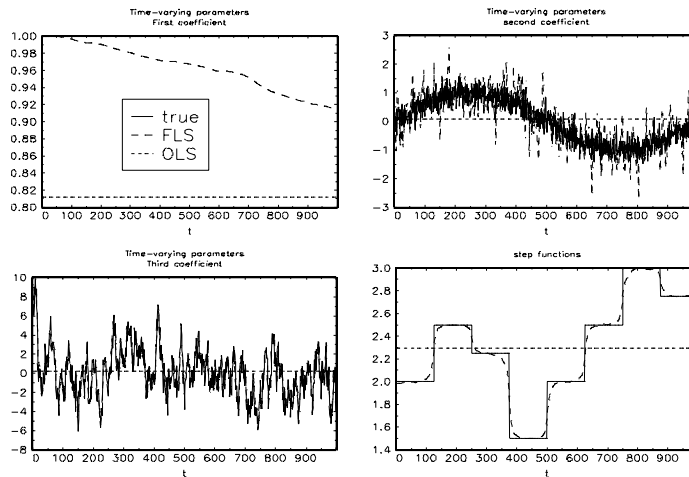 Time-varying parameters
First coefficient
1.00
0.98
0.96
0.94
0.92
0.90
0.88
0.86
0.84
0.82
0.80
true
FLS
OLS
0 100 200 300 400 500 600 700 800 900
t
Time-varying parameters
second coefficient
3
2
1
0
-1
-2
-3
0 100 200 300 400 500 600 700 800 900
t
Time-varying parameters
Third coefficient
10
8
6
4
2
0
-2
-4
-6
-8
0 100 200 300 400 500 600 700 800 900
t
step functions
3.0
2.8
2.6
2.4
2.2
2.0
1.8
1.6
1.4
0 100 200 300 400 500 600 700 800 900
t